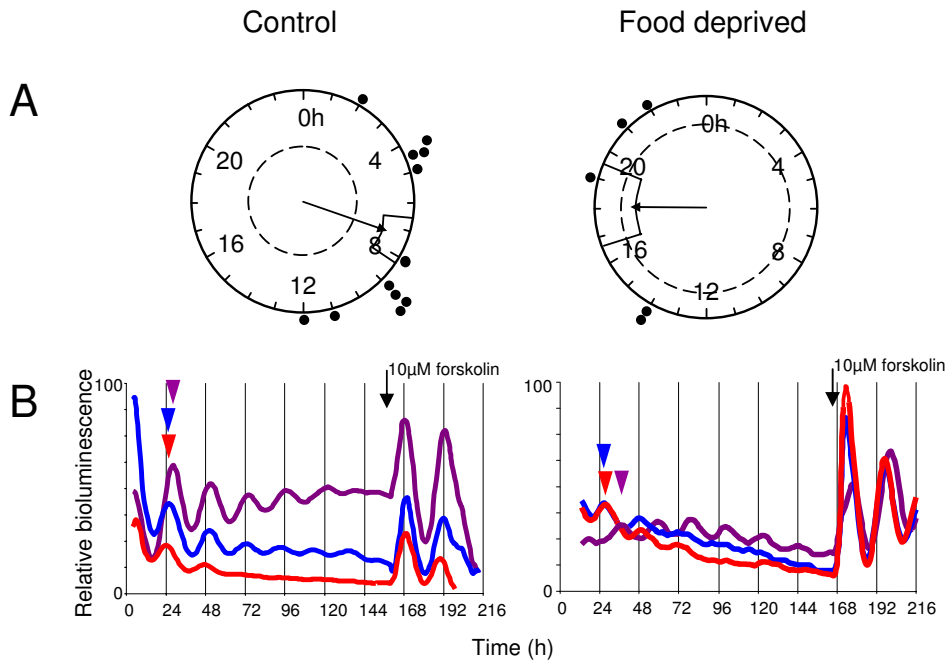 Control Food deprived
A
0h 4 8 12 16 20
0h 4 8 12 16 20
B
Relative bioluminescence
100
0
10µM forskolin
0 24 48 72 96 120 144 168 192 216
100
0
10µM forskolin
0 24 48 72 96 120 144 168 192 216
Time (h)